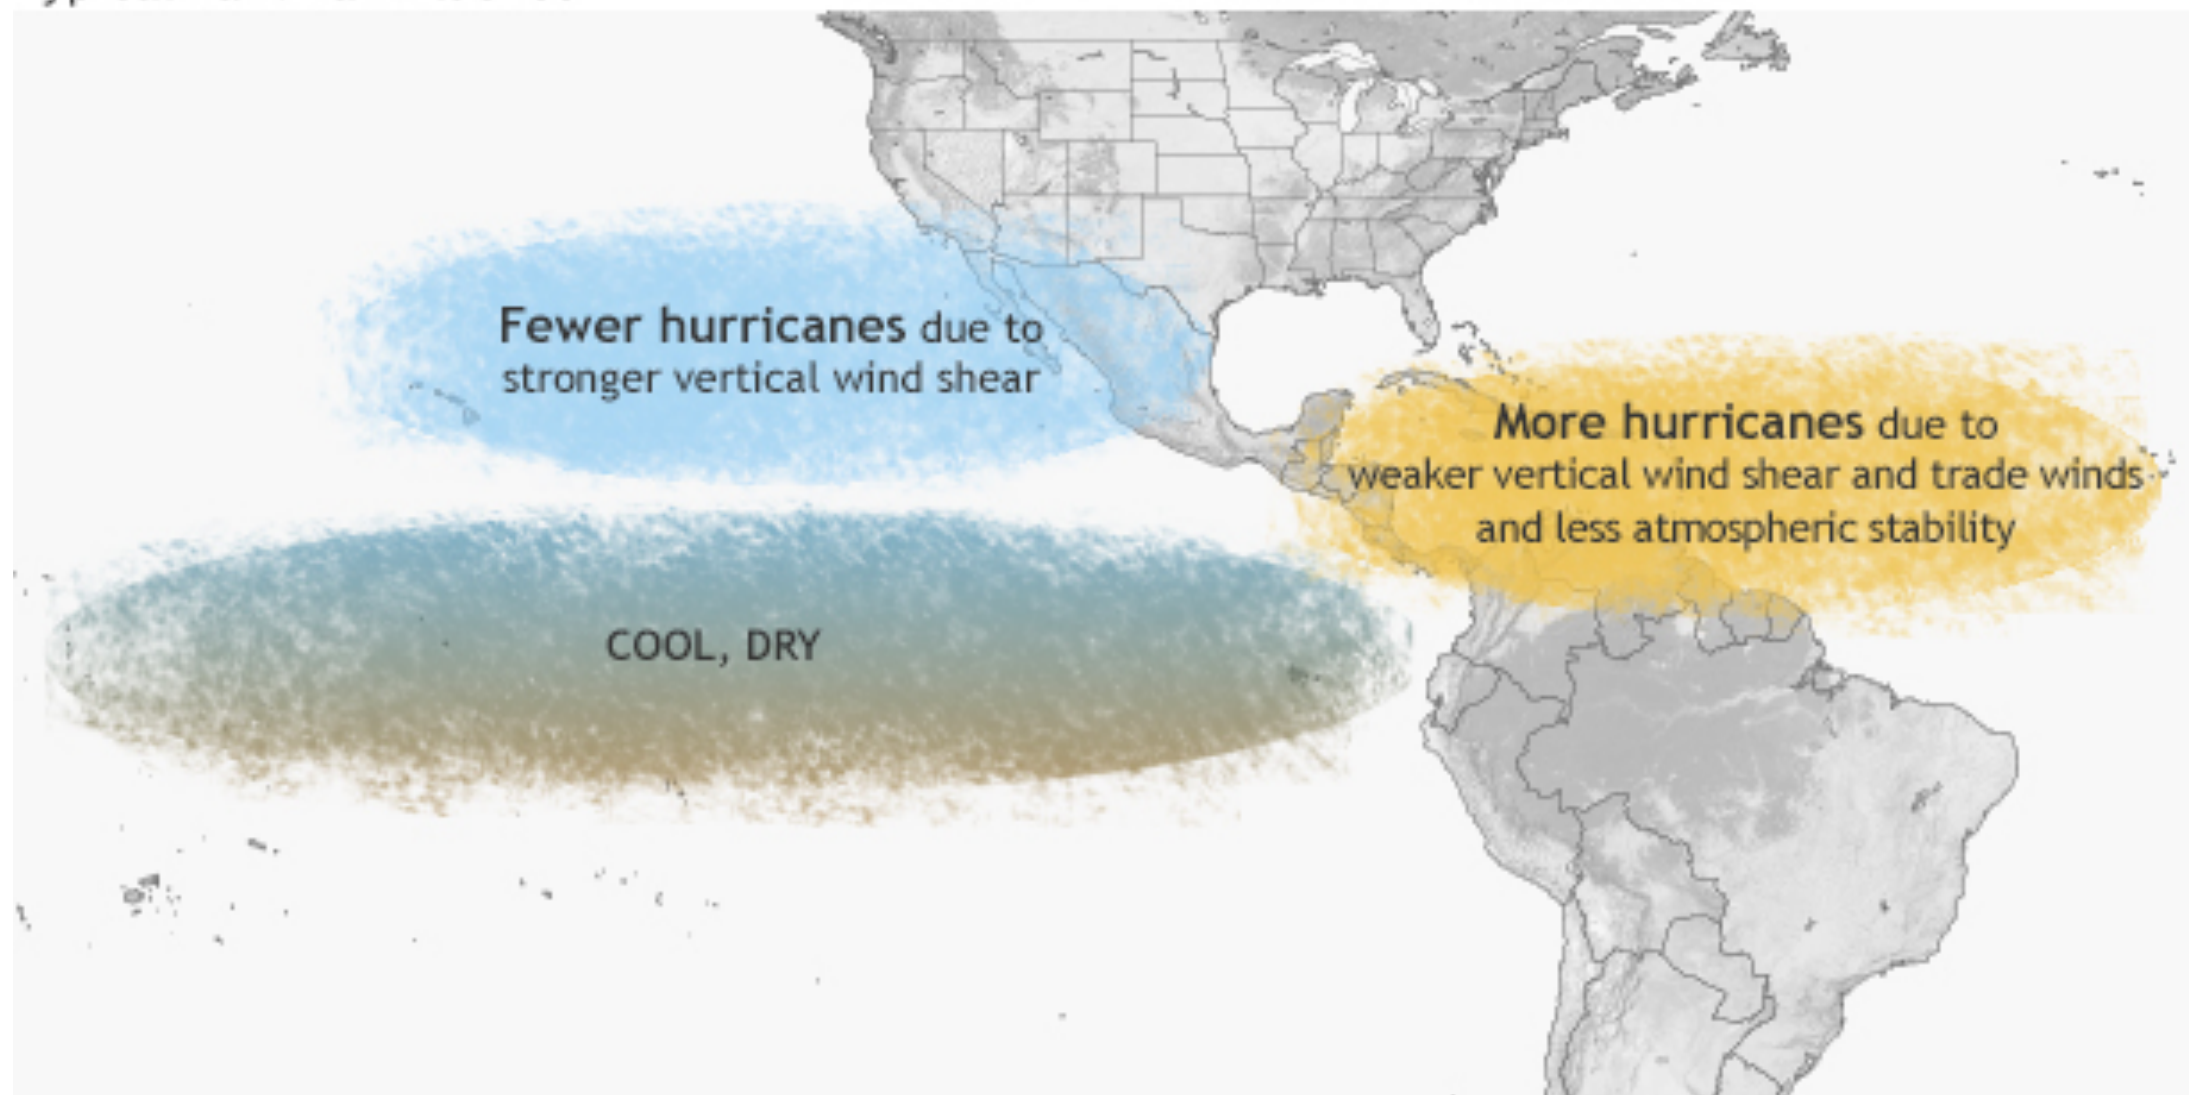 Fewer hurricanes due to
stronger vertical wind shear
More hurricanes due to
weaker vertical wind shear and trade winds
and less atmospheric stability
COOL, DRY